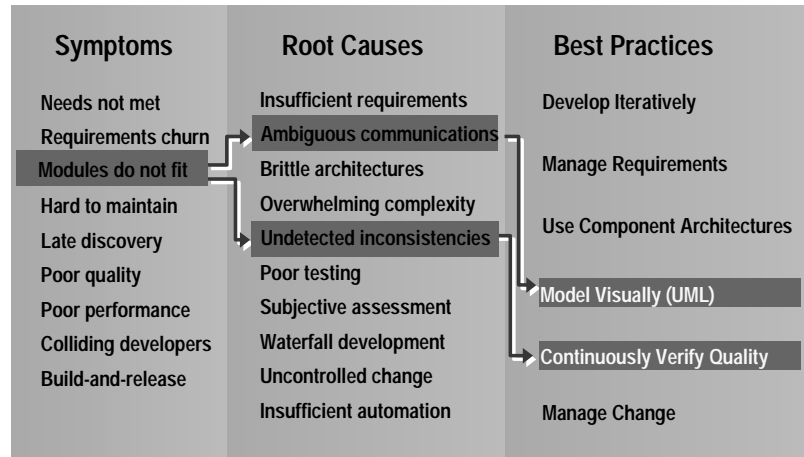 Symptoms
Needs not met
Requirements churn
Modules do not fit
Hard to maintain
Late discovery
Poor quality
Poor performance
Colliding developers
Build-and-release
Root Causes
Insufficient requirements
Ambiguous communications
Brittle architectures
Overwhelming complexity
Undetected inconsistencies
Poor testing
Subjective assessment
Waterfall development
Uncontrolled change
Insufficient automation
Best Practices
Develop Iteratively
Manage Requirements
Use Component Architectures
Model Visually (UML)
Continuously Verify Quality
Manage Change